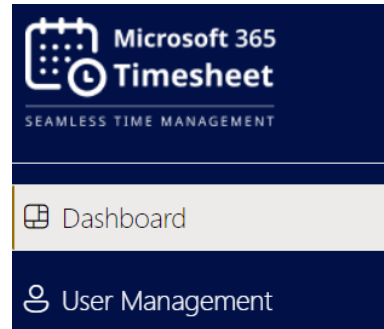 Microsoft 365
Timesheet
SEAMLESS TIME MANAGEMENT
Dashboard
User Management